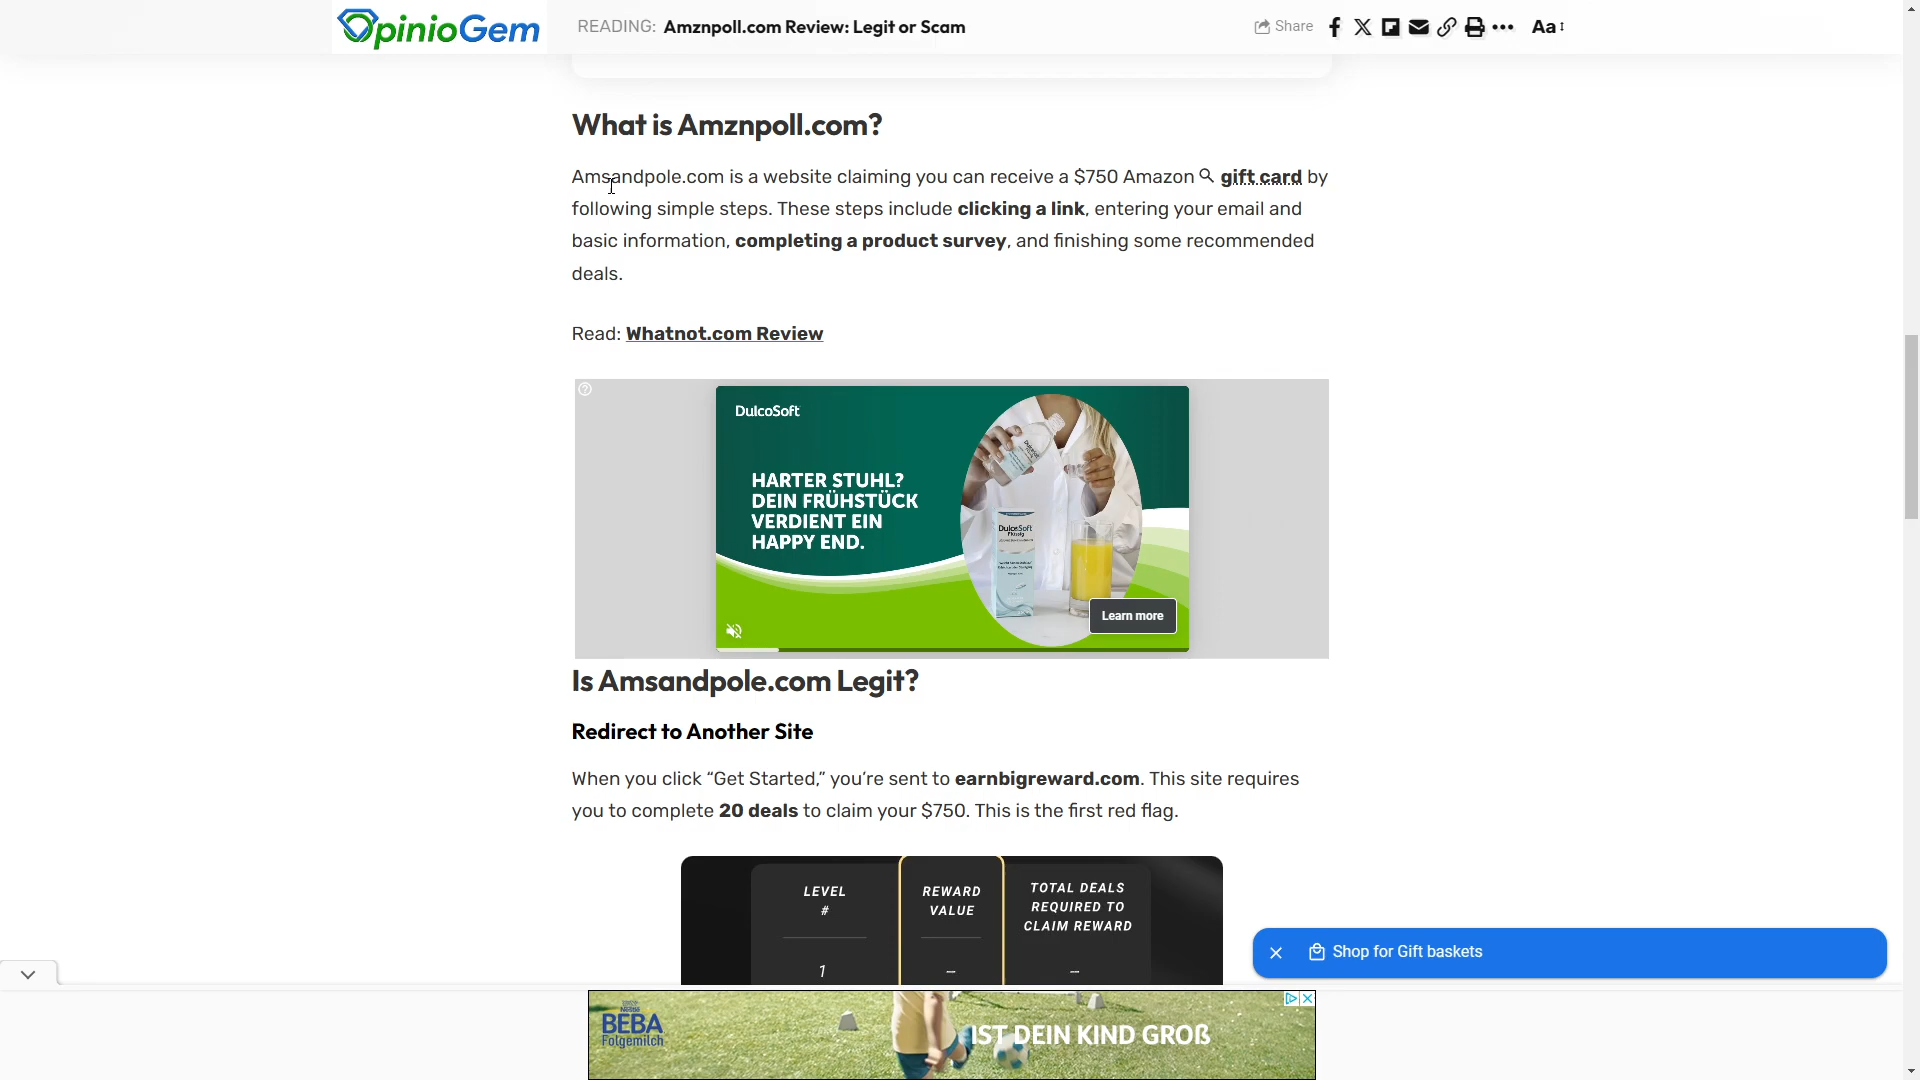 OpinioGem
READING: Amznpoll.com Review: Legit or Scam
Share
Aa
What is Amznpoll.com?
Amsandpole.com is a website claiming you can receive a $750 Amazon gift card by
following simple steps. These steps include clicking a link, entering your email and
basic information, completing a product survey, and finishing some recommended
deals.
Read: Whatnot.com Review
DulcoSoft
HARTER STUHL?
DEIN FRÜHSTÜCK
VERDIENT EIN
HAPPY END.
DulcoSoft
Flüssig
Learn more
Is Amsandpole.com Legit?
Redirect to Another Site
When you click “Get Started,” you’re sent to earnbigreward.com. This site requires
you to complete 20 deals to claim your $750. This is the first red flag.
LEVEL
#
REWARD
VALUE
TOTAL DEALS
REQUIRED TO
CLAIM REWARD
1
--
--
Shop for Gift baskets
Nestlé
BEBA
Folgemilch
IST DEIN KIND GROß